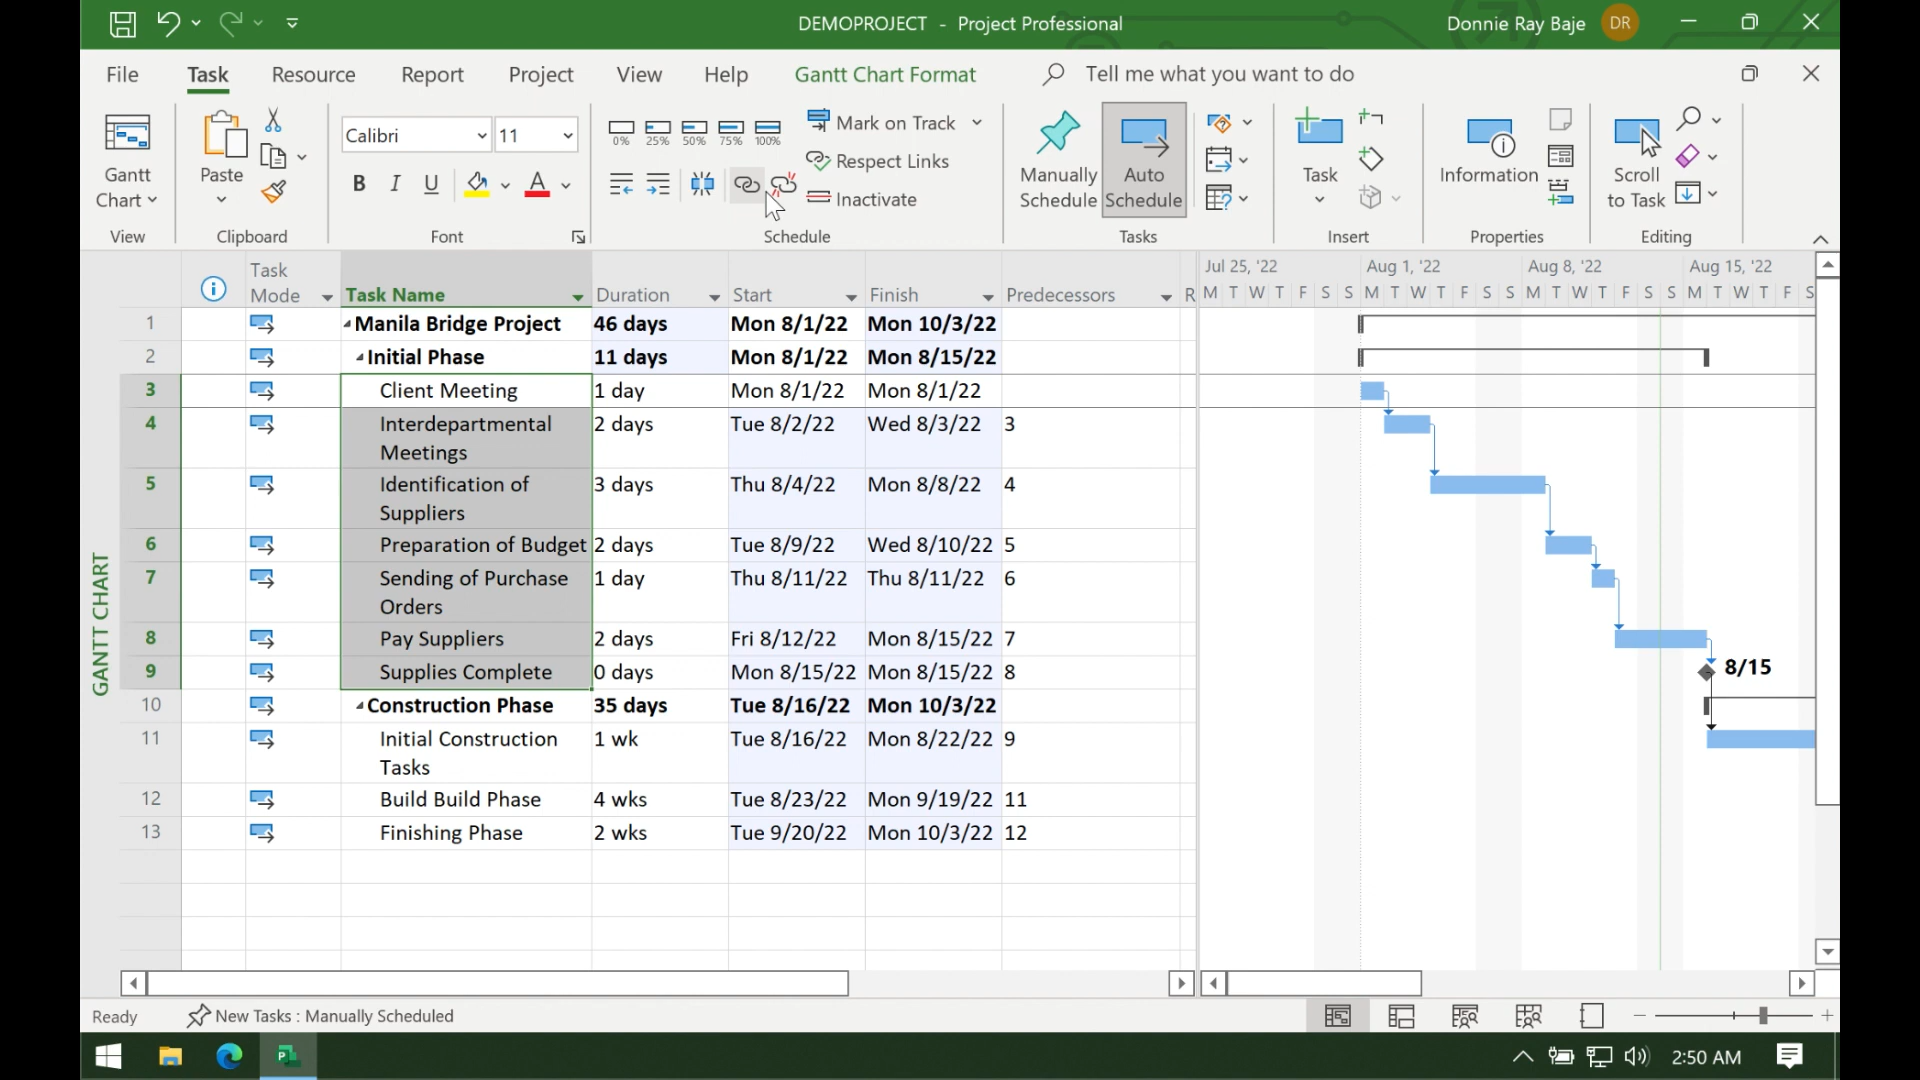 DEMOPROJECT - Project Professional
Donnie Ray Baje
DR
File Task Resource Report Project View Help Gantt Chart Format
Tell me what you want to do
Gantt
Chart
View
Paste
Clipboard
Calibri
11
B I U A
Font
0% 25% 50% 75% 100%
Mark on Track
Respect Links
Inactivate
Schedule
Manually
Schedule
Auto
Schedule
Tasks
Task
Insert
Information
Properties
Scroll
to Task
Editing
Task
Mode
Task Name Duration Start Finish Predecessors R
Jul 25, '22 Aug 1, '22 Aug 8, '22 Aug 15, '22
M T W T F S S M T W T F S S M T W T F S S M T W T F S
1 Manila Bridge Project 46 days Mon 8/1/22 Mon 10/3/22
2 Initial Phase 11 days Mon 8/1/22 Mon 8/15/22
3 Client Meeting 1 day Mon 8/1/22 Mon 8/1/22
4 Interdepartmental 2 days Tue 8/2/22 Wed 8/3/22 3
Meetings
5 Identification of 3 days Thu 8/4/22 Mon 8/8/22 4
Suppliers
6 Preparation of Budget 2 days Tue 8/9/22 Wed 8/10/22 5
7 Sending of Purchase 1 day Thu 8/11/22 Thu 8/11/22 6
Orders
8 Pay Suppliers 2 days Fri 8/12/22 Mon 8/15/22 7
9 Supplies Complete 0 days Mon 8/15/22 Mon 8/15/22 8
8/15
10 Construction Phase 35 days Tue 8/16/22 Mon 10/3/22
11 Initial Construction 1 wk Tue 8/16/22 Mon 8/22/22 9
Tasks
12 Build Build Phase 4 wks Tue 8/23/22 Mon 9/19/22 11
13 Finishing Phase 2 wks Tue 9/20/22 Mon 10/3/22 12
GANTT CHART
Ready
New Tasks : Manually Scheduled
2:50 AM